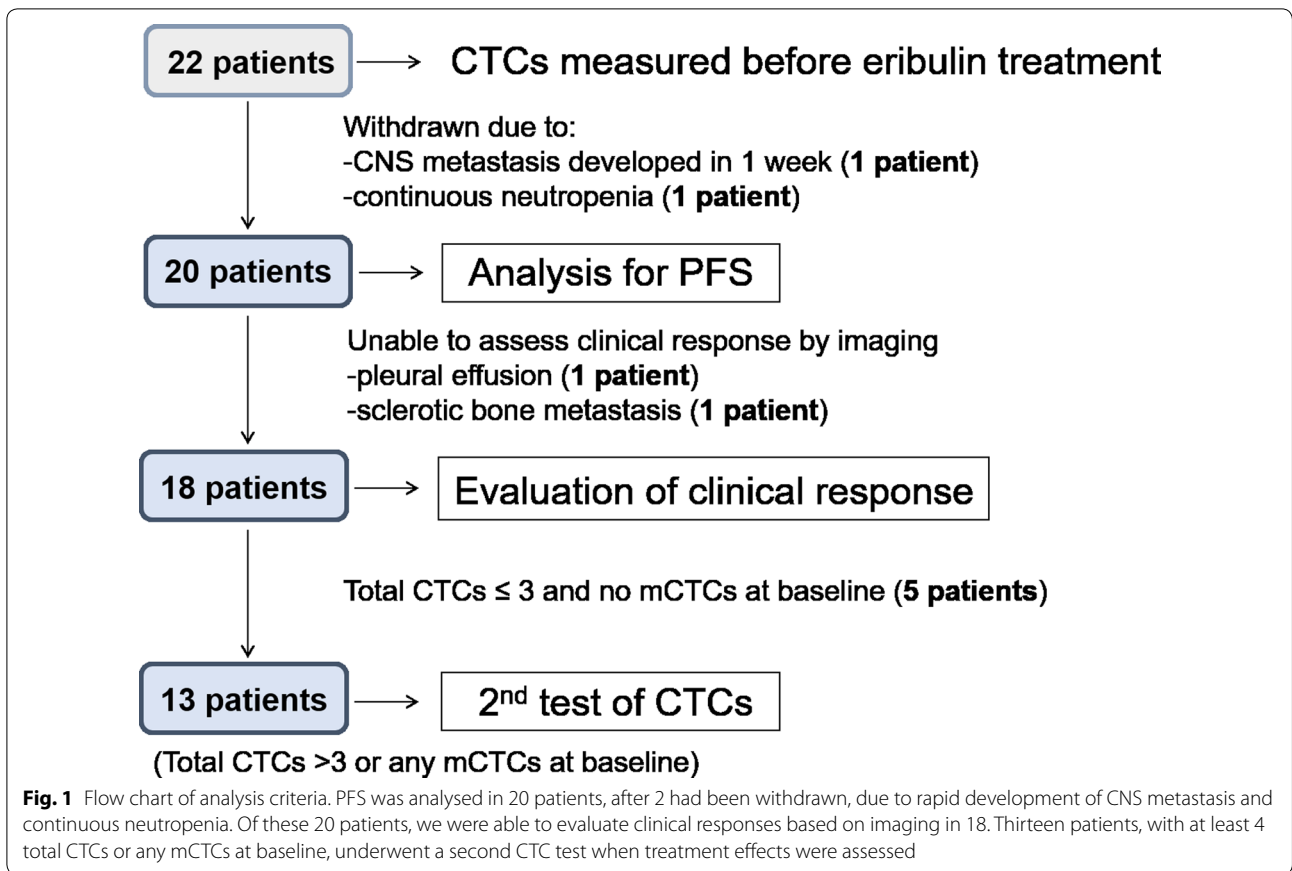 22 patients
CTCs measured before eribulin treatment
Withdrawn due to:
-CNS metastasis developed in 1 week (1 patient)
-continuous neutropenia (1 patient)
20 patients
Analysis for PFS
Unable to assess clinical response by imaging
-pleural effusion (1 patient)
-sclerotic bone metastasis (1 patient)
18 patients
Evaluation of clinical response
Total CTCs ≤ 3 and no mCTCs at baseline (5 patients)
13 patients
2nd test of CTCs
(Total CTCs >3 or any mCTCs at baseline)
Fig. 1 Flow chart of analysis criteria. PFS was analysed in 20 patients, after 2 had been withdrawn, due to rapid development of CNS metastasis and
continuous neutropenia. Of these 20 patients, we were able to evaluate clinical responses based on imaging in 18. Thirteen patients, with at least 4
total CTCs or any mCTCs at baseline, underwent a second CTC test when treatment effects were assessed